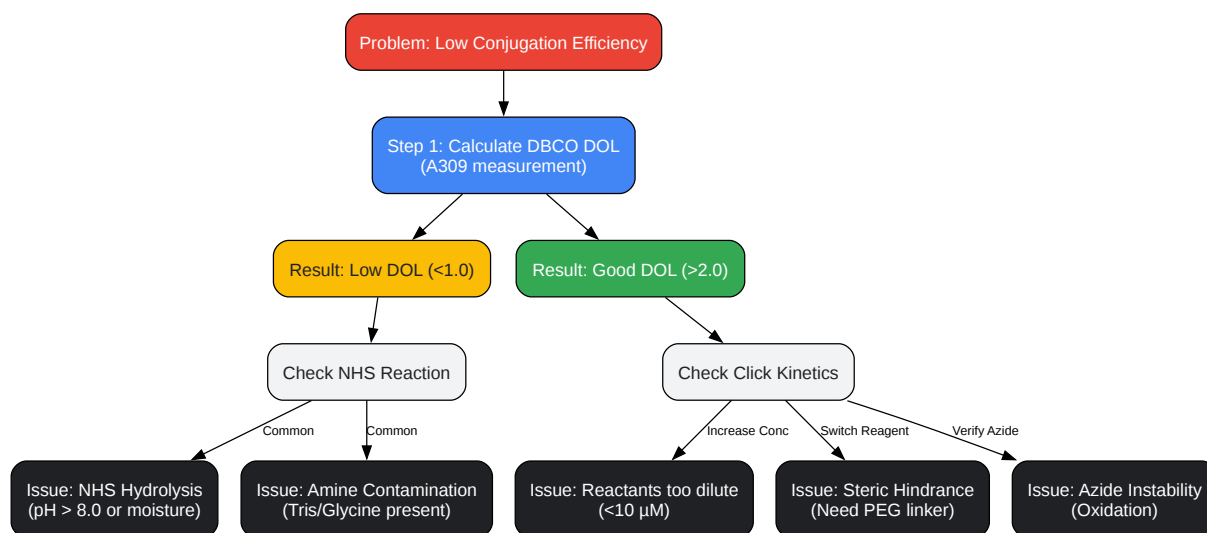 Problem: Low Conjugation Efficiency
Step 1: Calculate DBCO DOL
(A309 measurement)
Result: Low DOL (<1.0)
Result: Good DOL (>2.0)
Check NHS Reaction
Check Click Kinetics
Common
Common
Increase Conc
Switch Reagent
Verify Azide
Issue: NHS Hydrolysis
(pH > 8.0 or moisture)
Issue: Amine Contamination
(Tris/Glycine present)
Issue: Reactants too dilute
(<10 µM)
Issue: Steric Hindrance
(Need PEG linker)
Issue: Azide Instability
(Oxidation)